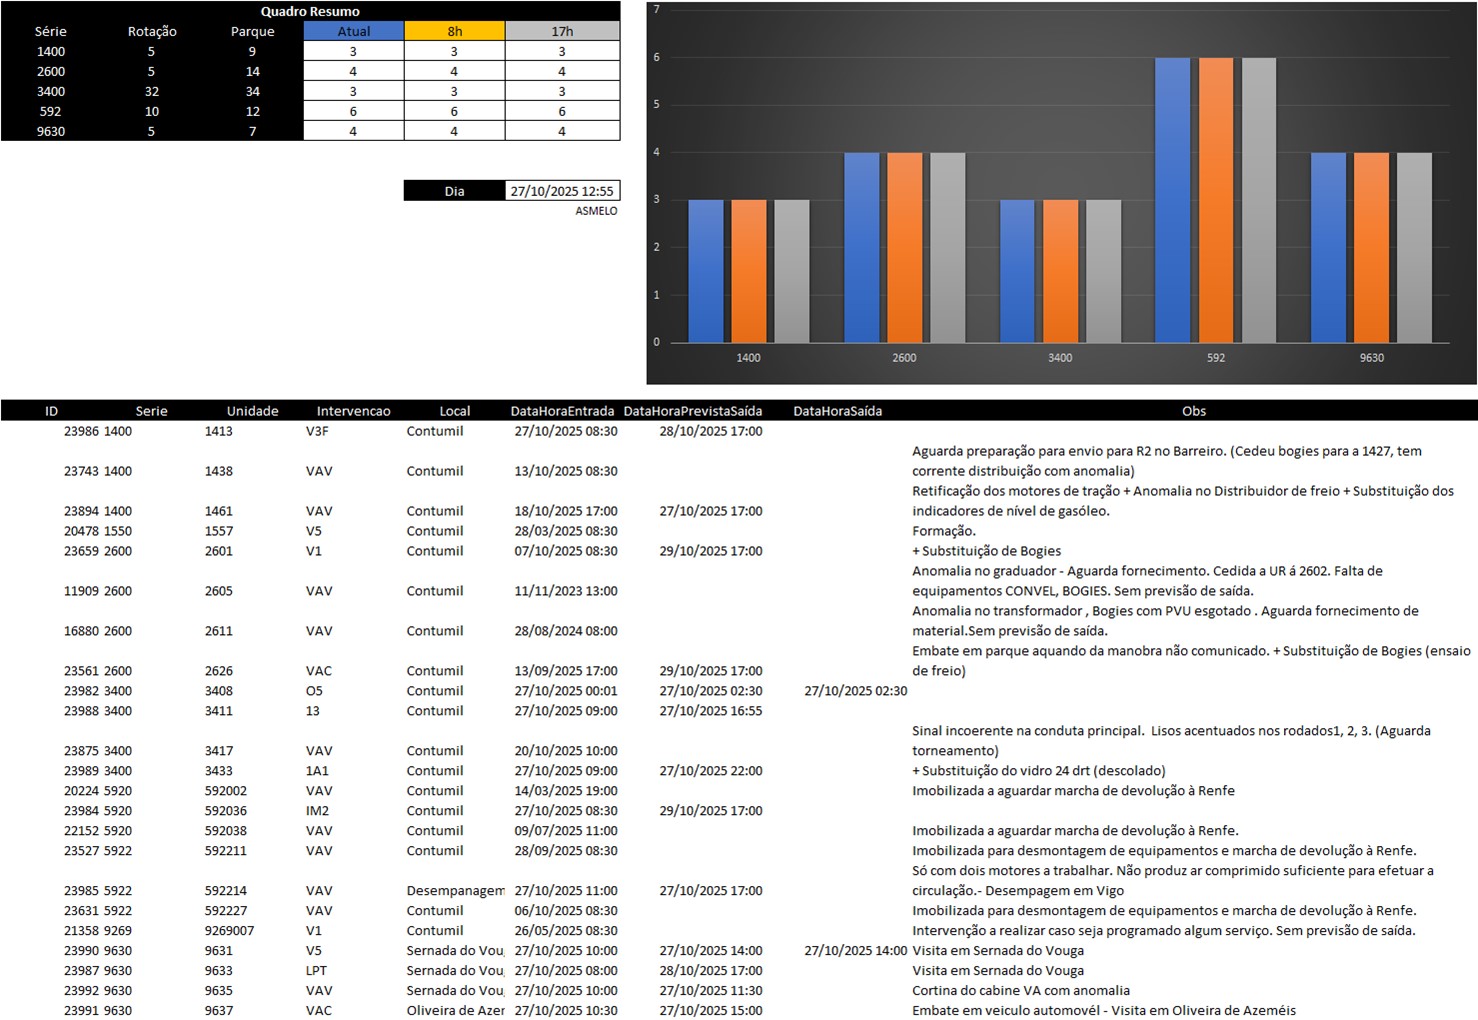 Quadro Resumo
Série Rotação Parque Atual 8h 17h
1400 5 9 3 3 3
2600 5 14 4 4 4
3400 32 34 3 3 3
592 10 12 6 6 6
9630 5 7 4 4 4
Dia 27/10/2025 12:55
ASMELO
7
6
5
4
3
2
1
0
1400 2600 3400 592 9630
ID Serie Unidade Intervencao Local DataHoraEntrada DataHoraPrevistaSaída DataHoraSaída Obs
23986 1400 1413 V3F Contumil 27/10/2025 08:30 28/10/2025 17:00
Aguarda preparação para envio para R2 no Barreiro. (Cedeu bogies para a 1427, tem
23743 1400 1438 VAV Contumil 13/10/2025 08:30 corrente distribuição com anomalia)
Retificação dos motores de tração + Anomalia no Distribuidor de freio + Substituição dos
23894 1400 1461 VAV Contumil 18/10/2025 17:00 27/10/2025 17:00 indicadores de nível de gasóleo.
20478 1550 1557 V5 Contumil 28/03/2025 08:30 Formação.
23659 2600 2601 V1 Contumil 07/10/2025 08:30 29/10/2025 17:00 + Substituição de Bogies
Anomalia no graduador - Aguarda fornecimento. Cedida a UR á 2602. Falta de
11909 2600 2605 VAV Contumil 11/11/2023 13:00 equipamentos CONVEL, BOGIES. Sem previsão de saída.
Anomalia no transformador , Bogies com PVU esgotado . Aguarda fornecimento de
16880 2600 2611 VAV Contumil 28/08/2024 08:00 material.Sem previsão de saída.
Embate em parque aquando da manobra não comunicado. + Substituição de Bogies (ensaio
23561 2600 2626 VAC Contumil 13/09/2025 17:00 29/10/2025 17:00 de freio)
23982 3400 3408 O5 Contumil 27/10/2025 00:01 27/10/2025 02:30 27/10/2025 02:30
23988 3400 3411 13 Contumil 27/10/2025 09:00 27/10/2025 16:55
Sinal incoerente na conduta principal. Lisos acentuados nos rodados1, 2, 3. (Aguarda
23875 3400 3417 VAV Contumil 20/10/2025 10:00 torneamento)
23989 3400 3433 1A1 Contumil 27/10/2025 09:00 27/10/2025 22:00 + Substituição do vidro 24 drt (descolado)
20224 5920 592002 VAV Contumil 14/03/2025 19:00 Imobilizada a aguardar marcha de devolução à Renfe
23984 5920 592036 IM2 Contumil 27/10/2025 08:30 29/10/2025 17:00
22152 5920 592038 VAV Contumil 09/07/2025 11:00 Imobilizada a aguardar marcha de devolução à Renfe.
23527 5922 592211 VAV Contumil 28/09/2025 08:30 Imobilizada para desmontagem de equipamentos e marcha de devolução à Renfe.
Só com dois motores a trabalhar. Não produz ar comprimido suficiente para efetuar a
23985 5922 592214 VAV Desempanagem 27/10/2025 11:00 27/10/2025 17:00 circulação.- Desempagem em Vigo
23631 5922 592227 VAV Contumil 06/10/2025 08:30 Imobilizada para desmontagem de equipamentos e marcha de devolução à Renfe.
21358 9269 9269007 V1 Contumil 26/05/2025 08:30 Intervenção a realizar caso seja programado algum serviço. Sem previsão de saída.
23990 9630 9631 V5 Sernada do Vou 27/10/2025 10:00 27/10/2025 14:00 27/10/2025 14:00 Visita em Sernada do Vouga
23987 9630 9633 LPT Sernada do Vou 27/10/2025 08:00 28/10/2025 17:00 Visita em Sernada do Vouga
23992 9630 9635 VAV Sernada do Vou 27/10/2025 10:00 27/10/2025 11:30 Cortina do cabine VA com anomalia
23991 9630 9637 VAC Oliveira de Azer 27/10/2025 10:30 27/10/2025 15:00 Embate em veiculo automovél - Visita em Oliveira de Azeméis